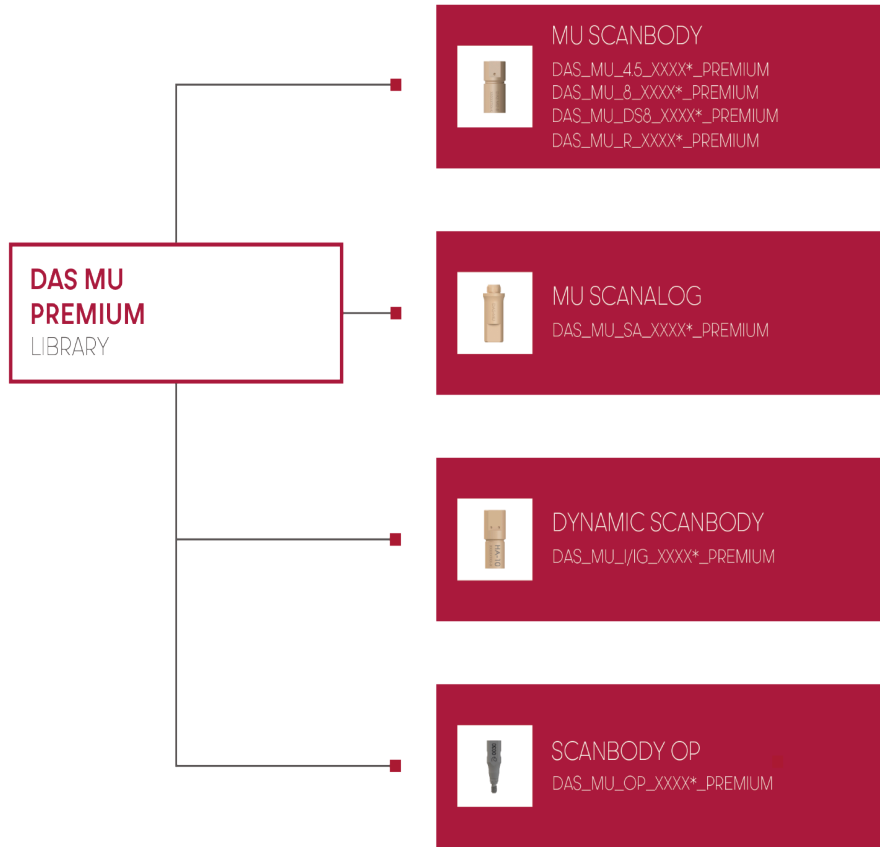 DAS MU
PREMIUM
LIBRARY
MU SCANBODY
DAS_MU_4.5_XXXX*_PREMIUM
DAS_MU_8_XXXX*_PREMIUM
DAS_MU_DS8_XXXX*_PREMIUM
DAS_MU_R_XXXX*_PREMIUM
MU SCANALOG
DAS_MU_SA_XXXX*_PREMIUM
DYNAMIC SCANBODY
DAS_MU_I/IG_XXXX*_PREMIUM
SCANBODY OP
DAS_MU_OP_XXXX*_PREMIUM